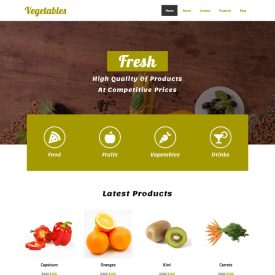 Vegetables
Home About Contact Products Blog
Fresh
High Quality Of Products
At Competitive Prices
Food Fruits Vegetables Drinks
Latest Products
Capsicum Oranges Kiwi Carrots